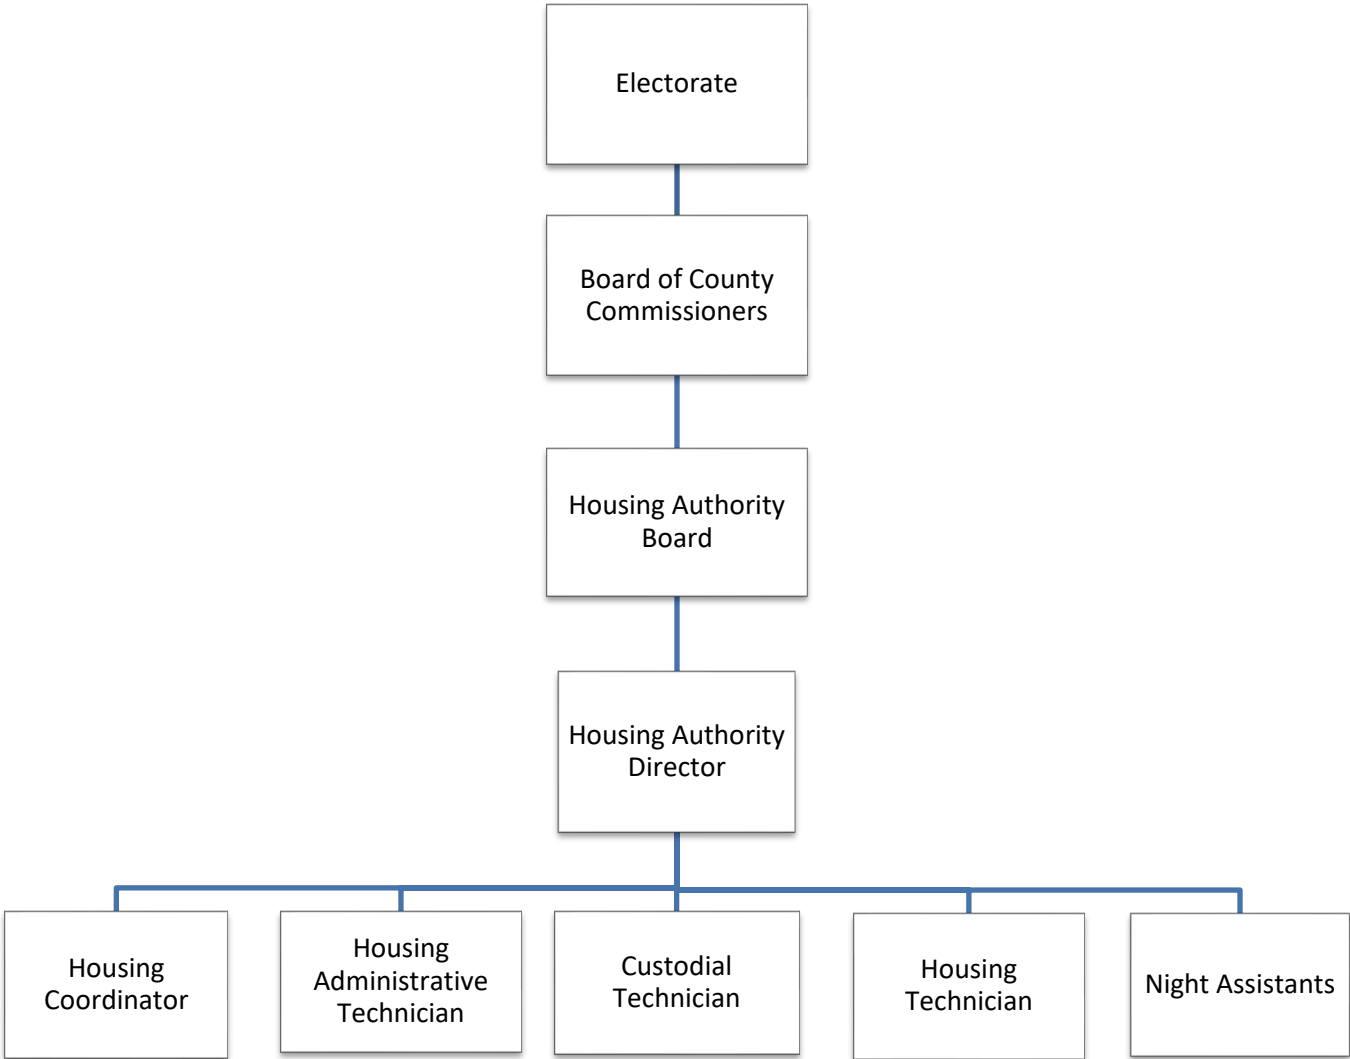 Electorate
Board of County
Commissioners
Housing Authority
Board
Housing Authority
Director
Housing
Coordinator
Housing
Administrative
Technician
Custodial
Technician
Housing
Technician
Night Assistants